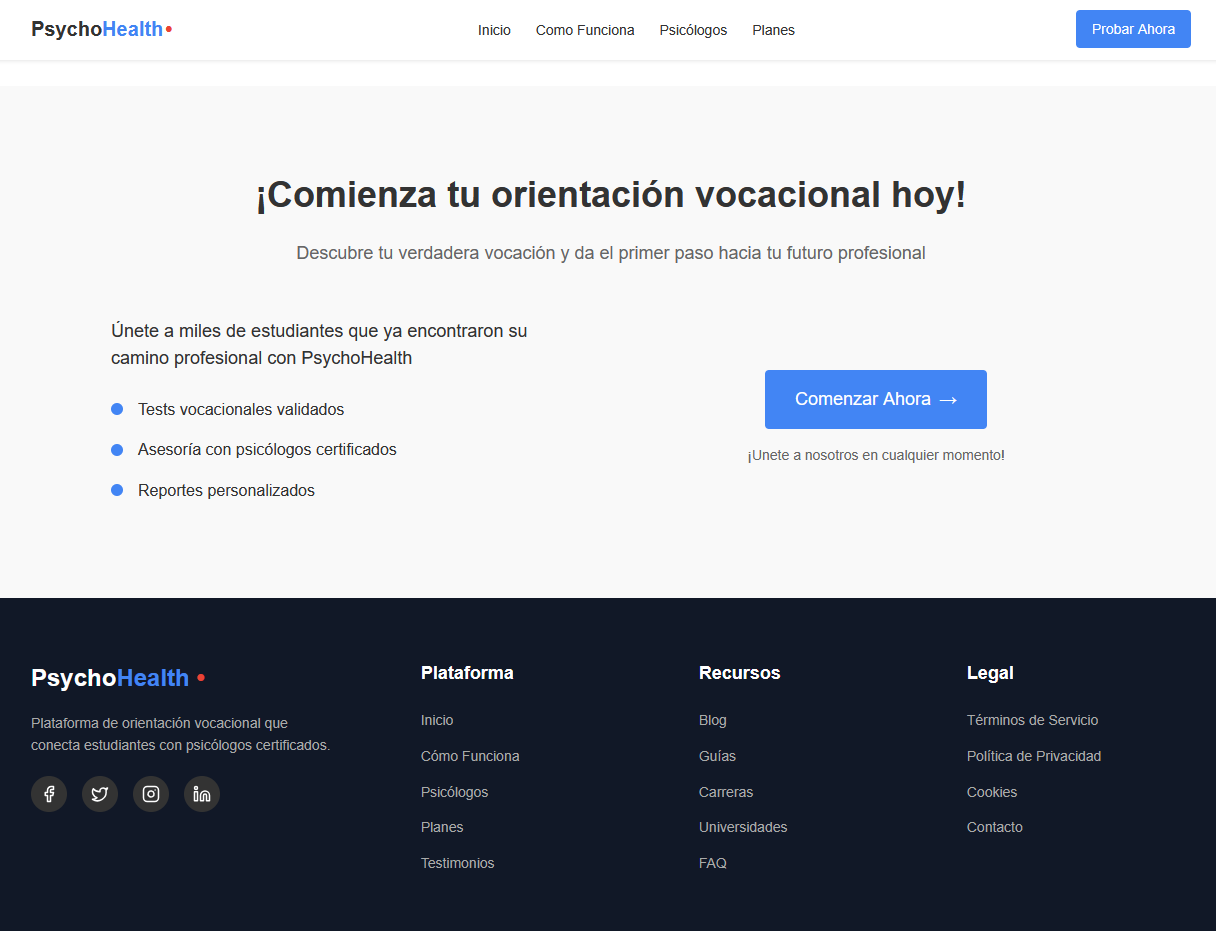 PsychoHealth
Inicio
Como Funciona
Psicólogos
Planes
Probar Ahora
¡Comienza tu orientación vocacional hoy!
Descubre tu verdadera vocación y da el primer paso hacia tu futuro profesional
Únete a miles de estudiantes que ya encontraron su
camino profesional con PsychoHealth
Tests vocacionales validados
Asesoría con psicólogos certificados
Reportes personalizados
Comenzar Ahora →
¡Unete a nosotros en cualquier momento!
PsychoHealth
Plataforma de orientación vocacional que
conecta estudiantes con psicólogos certificados.
Plataforma
Inicio
Cómo Funciona
Psicólogos
Planes
Testimonios
Recursos
Blog
Guías
Carreras
Universidades
FAQ
Legal
Términos de Servicio
Política de Privacidad
Cookies
Contacto